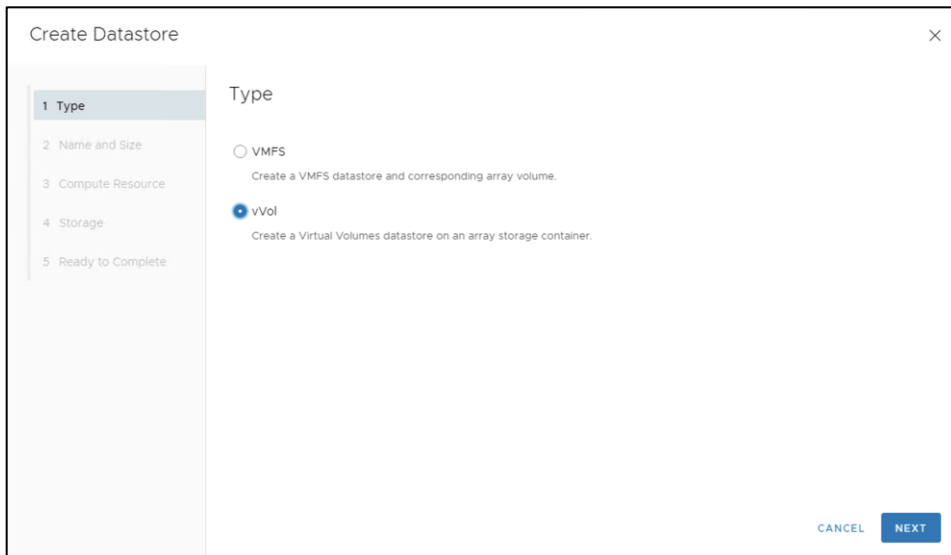 Create Datastore
1 Type
2 Name and Size
3 Compute Resource
4 Storage
5 Ready to Complete
Type
VMFS
Create a VMFS datastore and corresponding array volume.
vVol
Create a Virtual Volumes datastore on an array storage container.
CANCEL NEXT